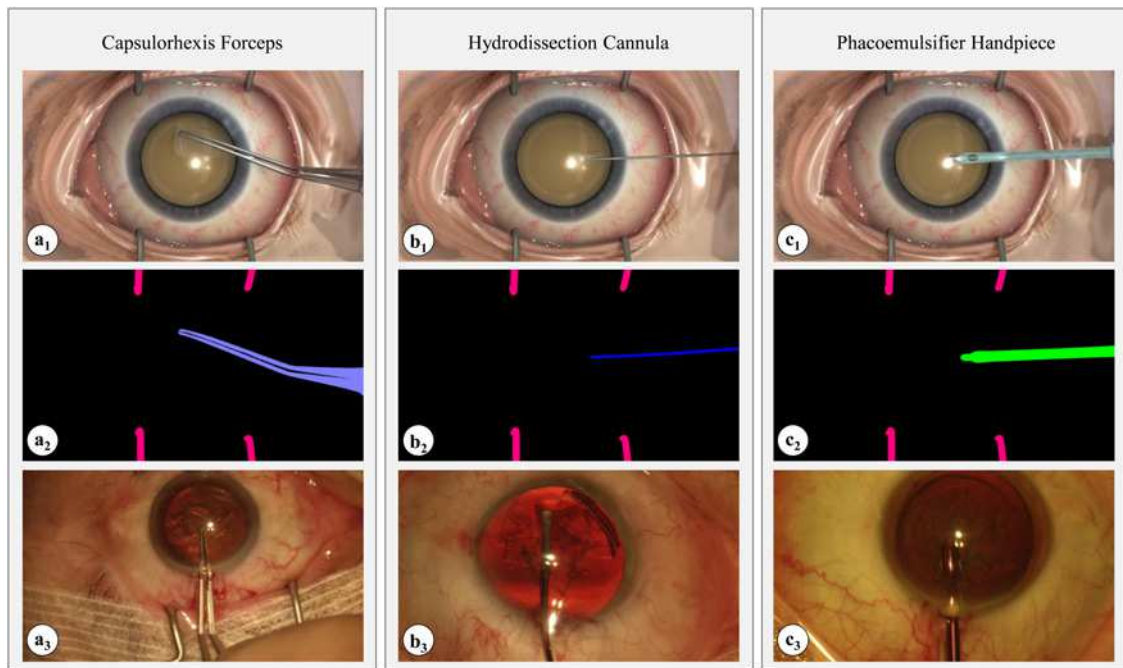 Capsulorhexis Forceps
Hydrodissection Cannula
Phacoemulsifier Handpiece
a1
b1
c1
a2
b2
c2
a3
b3
c3